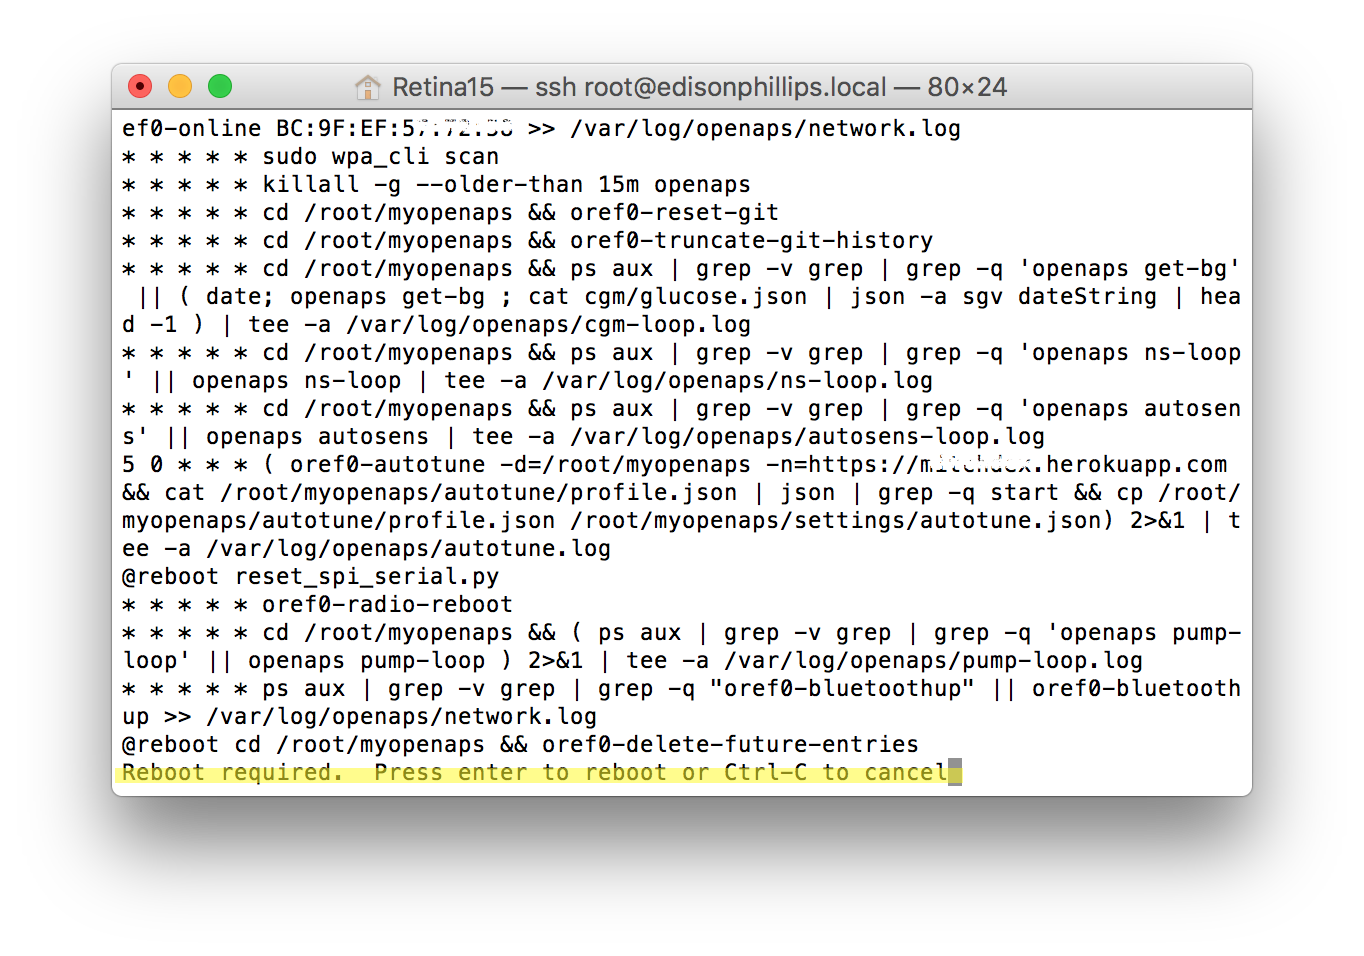 Retina15 — ssh root@edisonphillips.local — 80×24
ef0-online BC:9F:EF: >> /var/log/openaps/network.log
* * * * * sudo wpa_cli scan
* * * * * killall -g --older-than 15m openaps
* * * * * cd /root/myopenaps && oref0-reset-git
* * * * * cd /root/myopenaps && oref0-truncate-git-history
* * * * * cd /root/myopenaps && ps aux | grep -v grep | grep -q 'openaps get-bg'
 || ( date; openaps get-bg ; cat cgm/glucose.json | json -a sgv dateString | hea
d -1 ) | tee -a /var/log/openaps/cgm-loop.log
* * * * * cd /root/myopenaps && ps aux | grep -v grep | grep -q 'openaps ns-loop
' || openaps ns-loop | tee -a /var/log/openaps/ns-loop.log
* * * * * cd /root/myopenaps && ps aux | grep -v grep | grep -q 'openaps autosen
s' || openaps autosens | tee -a /var/log/openaps/autosens-loop.log
5 0 * * * ( oref0-autotune -d=/root/myopenaps -n=https://.herokuapp.com
&& cat /root/myopenaps/autotune/profile.json | json | grep -q start && cp /root/
myopenaps/autotune/profile.json /root/myopenaps/settings/autotune.json) 2>&1 | t
ee -a /var/log/openaps/autotune.log
@reboot reset_spi_serial.py
* * * * * oref0-radio-reboot
* * * * * cd /root/myopenaps && ( ps aux | grep -v grep | grep -q 'openaps pump-
loop' || openaps pump-loop ) 2>&1 | tee -a /var/log/openaps/pump-loop.log
* * * * * ps aux | grep -v grep | grep -q "oref0-bluetoothup" || oref0-bluetooth
up >> /var/log/openaps/network.log
@reboot cd /root/myopenaps && oref0-delete-future-entries
Reboot required.  Press enter to reboot or Ctrl-C to cancel